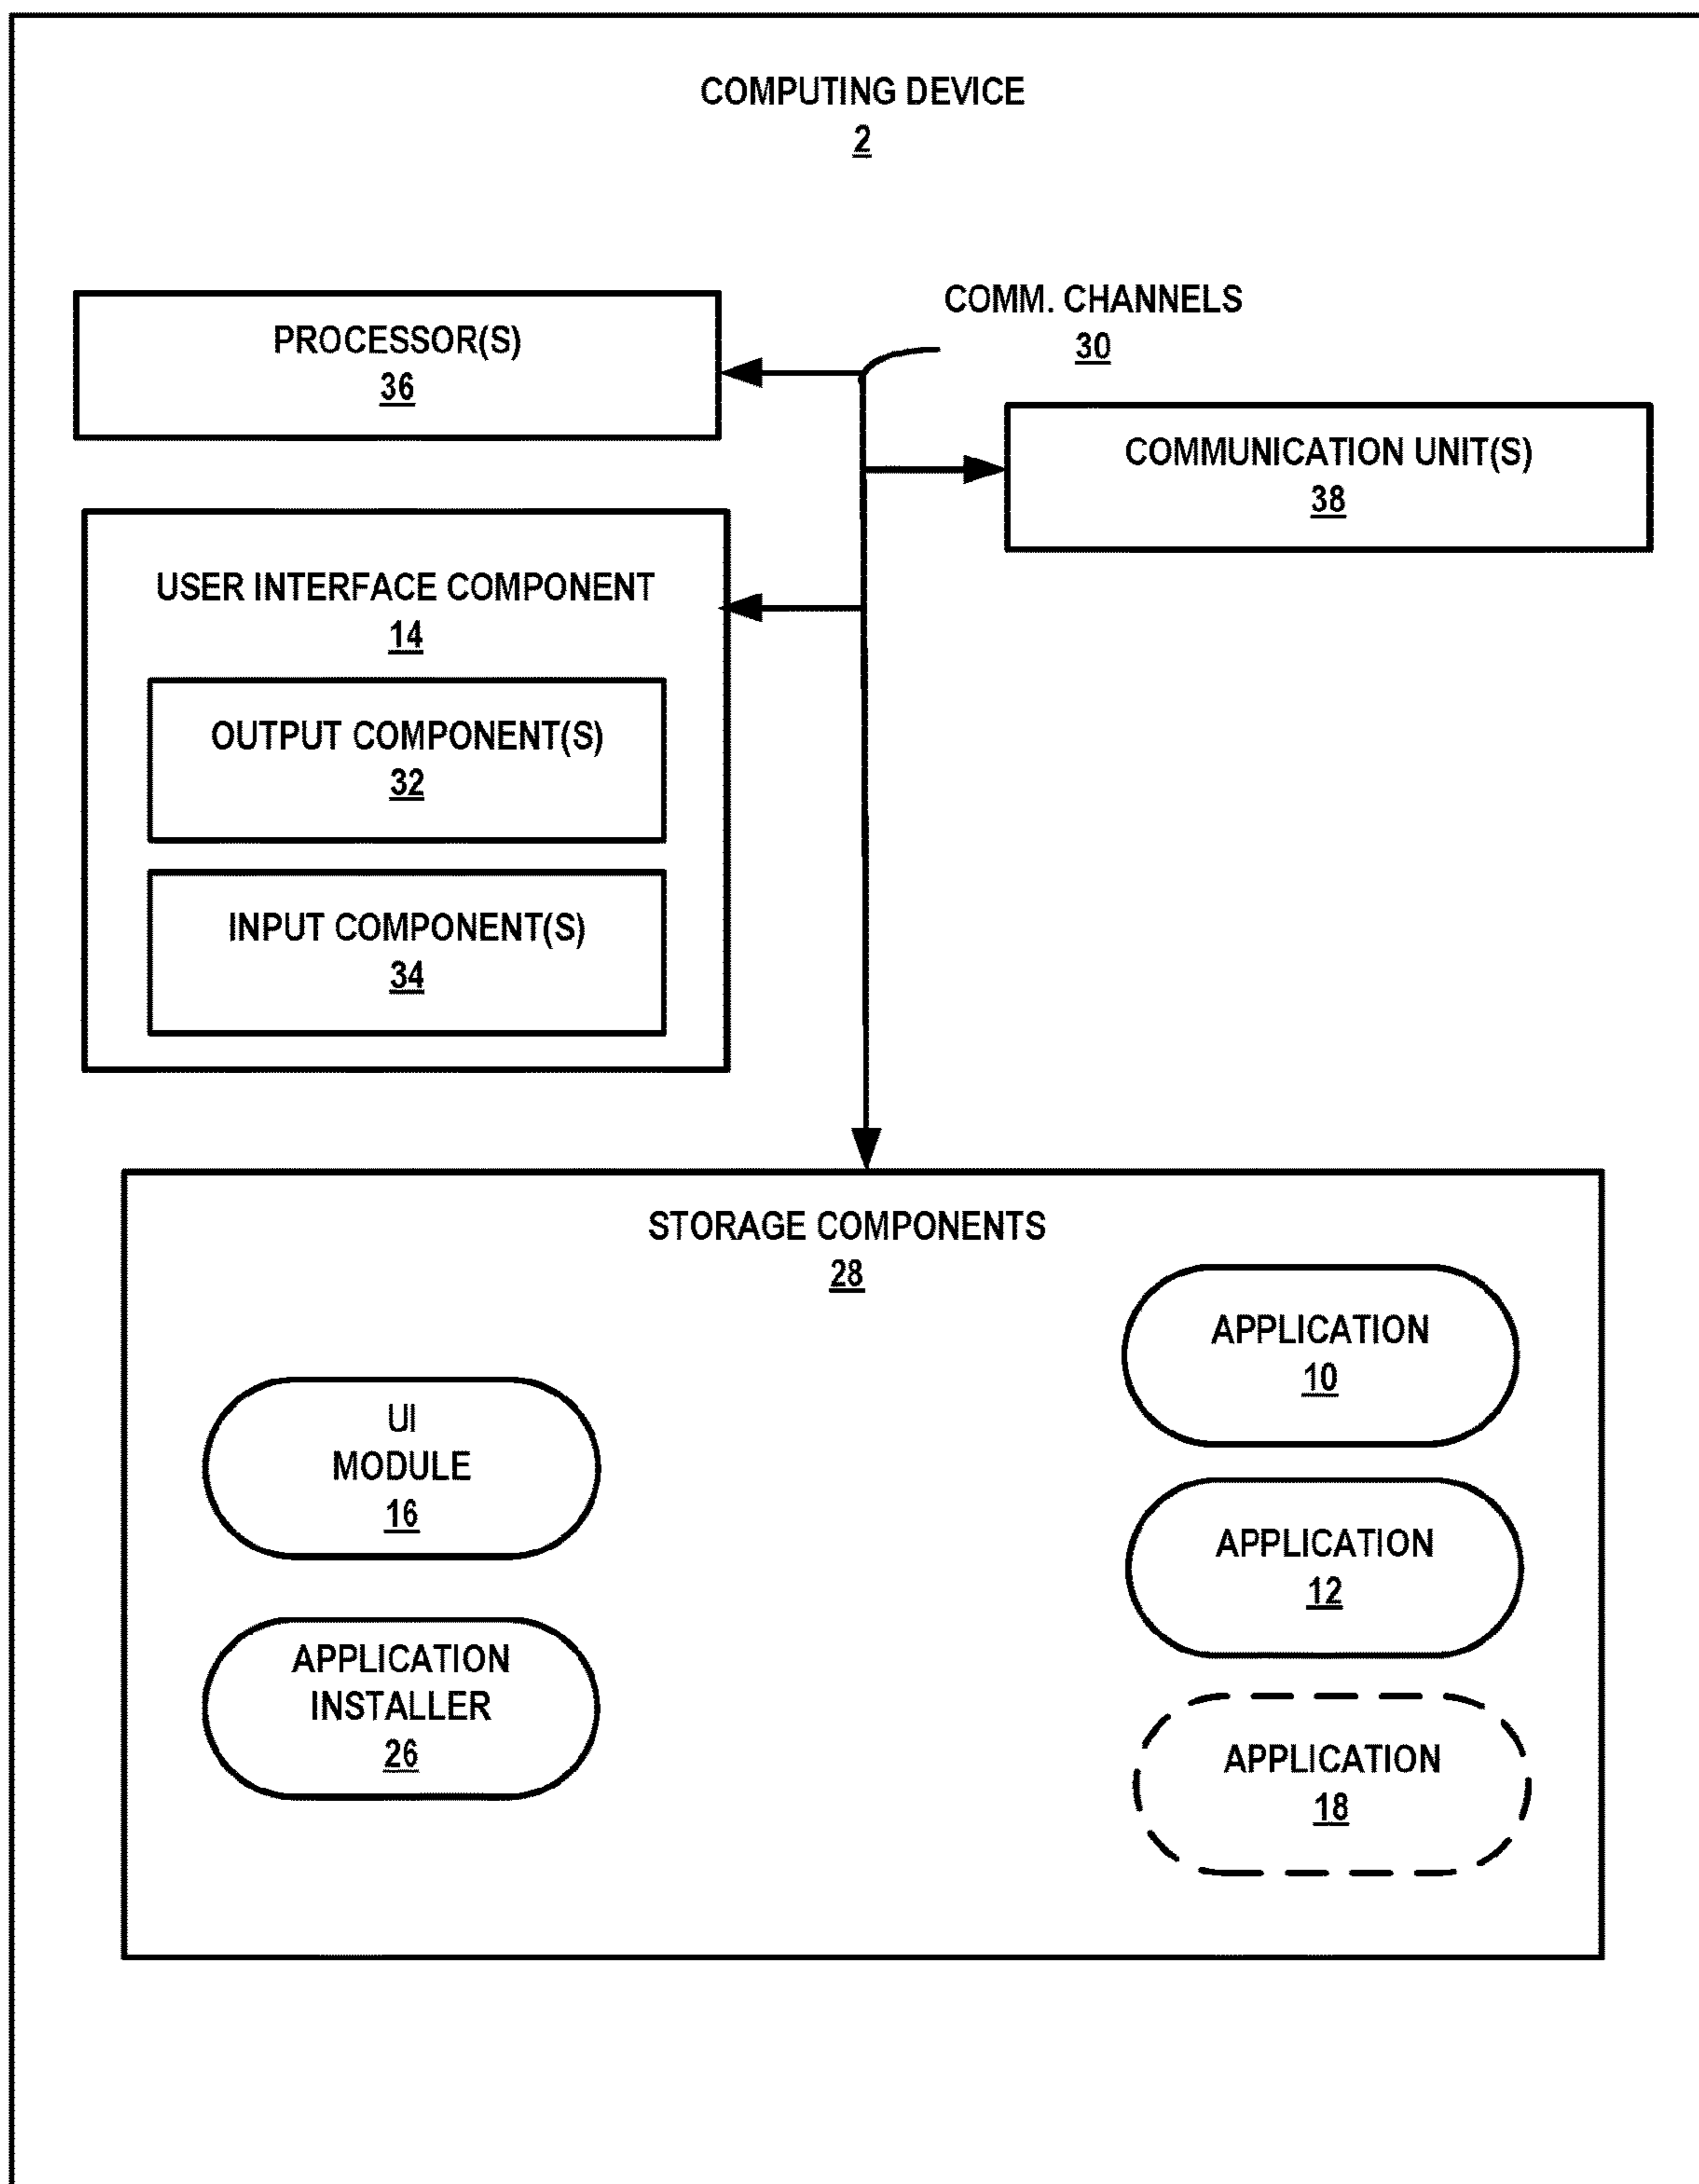 COMPUTING DEVICE
2
PROCESSOR(S)
36
COMM. CHANNELS
30
COMMUNICATION UNIT(S)
38
USER INTERFACE COMPONENT
14
OUTPUT COMPONENT(S)
32
INPUT COMPONENT(S)
34
STORAGE COMPONENTS
28
UI
MODULE
16
APPLICATION
INSTALLER
26
APPLICATION
10
APPLICATION
12
APPLICATION
18